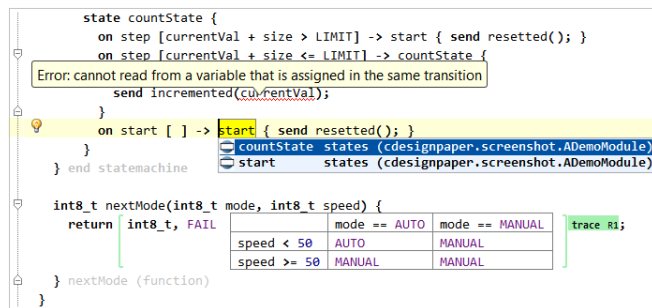 state countState {
on step [currentVal + size > LIMIT] -> start { send resetted(); }
on step [currentVal + size <= LIMIT] -> countState {
Error: cannot read from a variable that is assigned in the same transition
send incremented(currentVal);
}
on start [ ] -> start { send resetted(); }
countState states (cdesignpaper.screenshot.ADemoModule)
}
start states (cdesignpaper.screenshot.ADemoModule)
} end statemachine
int8_t nextMode(int8_t mode, int8_t speed) {
return int8_t, FAIL mode == AUTO mode == MANUAL trace R1;
speed < 50 AUTO MANUAL
speed >= 50 MANUAL MANUAL
} nextMode (function)
}